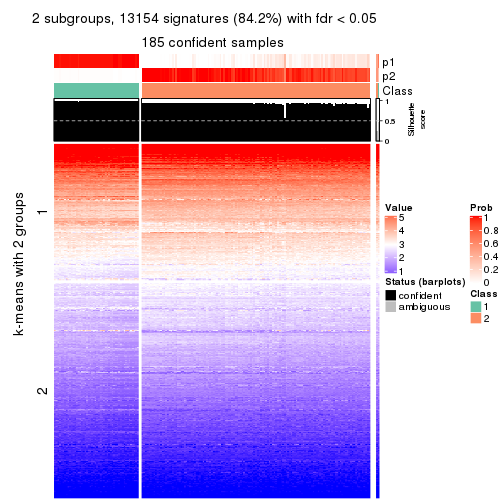 2 subgroups, 13154 signatures (84.2%) with fdr < 0.05
185 confident samples
p1
p2
Class
1
0.5
0
Silhouette
score
k-means with 2 groups
1
2
Value
5
4
3
2
1
Status (barplots)
confident
ambiguous
Prob
1
0.8
0.6
0.4
0.2
0
Class
1
2